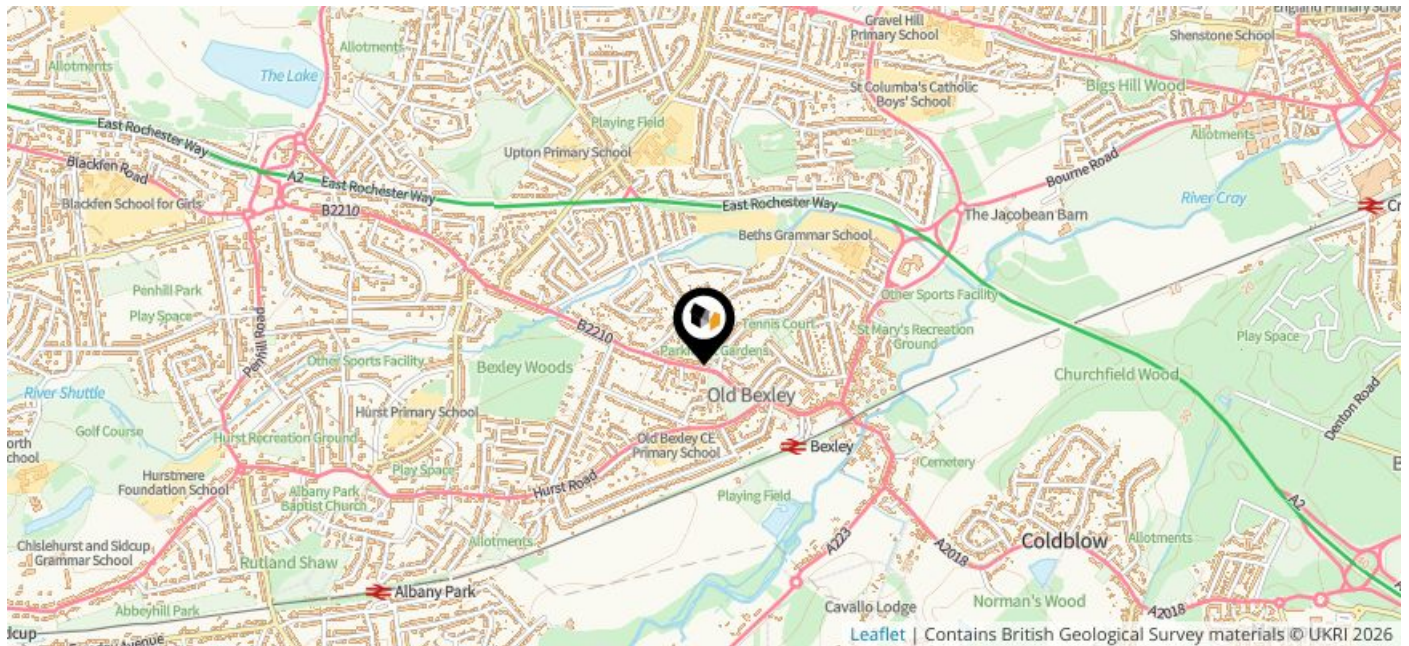 England Primary School
Gravel Hill
Primary School
Shenstone School
Allotments
The Lake
Allotments
Bigs Hill Wood
St Columba's Catholic
Boys' School
Playing Field
East Rochester Way
Allotments
Upton Primary School
Blackfen Road
A2
East Rochester Way
Bourne Road
River Cray
Blackfen School for Girls
B2210
East Rochester Way
The Jacobean Barn
Cr
Beths Grammar School
Penhill Park
Play Space
Other Sports Facility
10
Penhill Road
B2210
Tennis Court
St Mary's Recreation
Ground
Play Space
Other Sports Facility
Bexley Woods
Gardens
Churchfield Wood
River Shuttle
Old Bexley
Denton Road
Golf Course
Hurst Primary School
Hurst Recreation Ground
Old Bexley CE
Primary School
Bexley
orth
chool
Hurstmere
Foundation School
Play Space
Cemetery
B
Hurst Road
Playing Field
Albany Park
Baptist Church
A2
Chislehurst and Sidcup
Grammar School
Allotments
A223
A2018
Coldblow
Allotments
Rutland Shaw
Albany Park
Abbeyhill Park
Cavallo Lodge
Norman's Wood
A2018
dcup
Avenue
Leaflet | Contains British Geological Survey materials © UKRI 2026